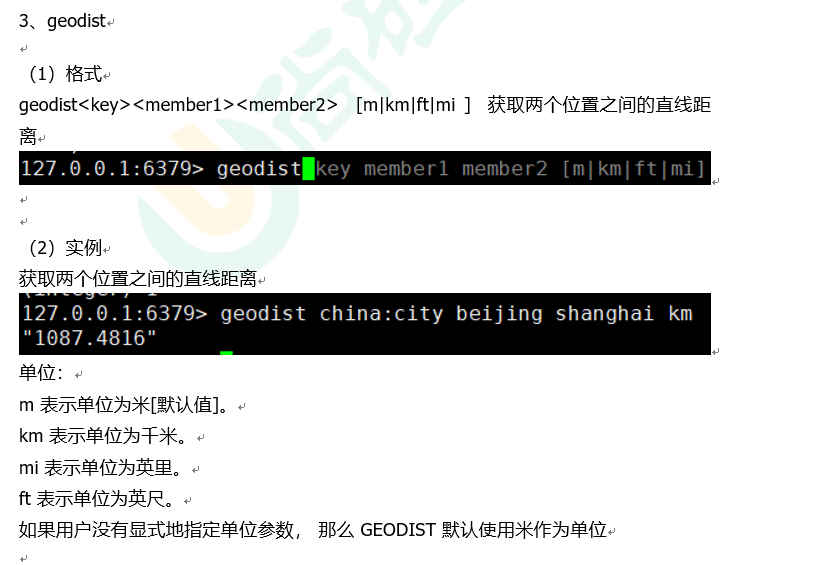 3、geodist
（1）格式
geodist<key><member1><member2> [m|km|ft|mi ] 获取两个位置之间的直线距
离
127.0.0.1:6379> geodist key member1 member2 [m|km|ft|mi]
（2）实例
获取两个位置之间的直线距离
127.0.0.1:6379> geodist china:city beijing shanghai km
"1087.4816"
单位：
m 表示单位为米[默认值]。
km 表示单位为千米。
mi 表示单位为英里。
ft 表示单位为英尺。
如果用户没有显式地指定单位参数， 那么 GEODIST 默认使用米作为单位